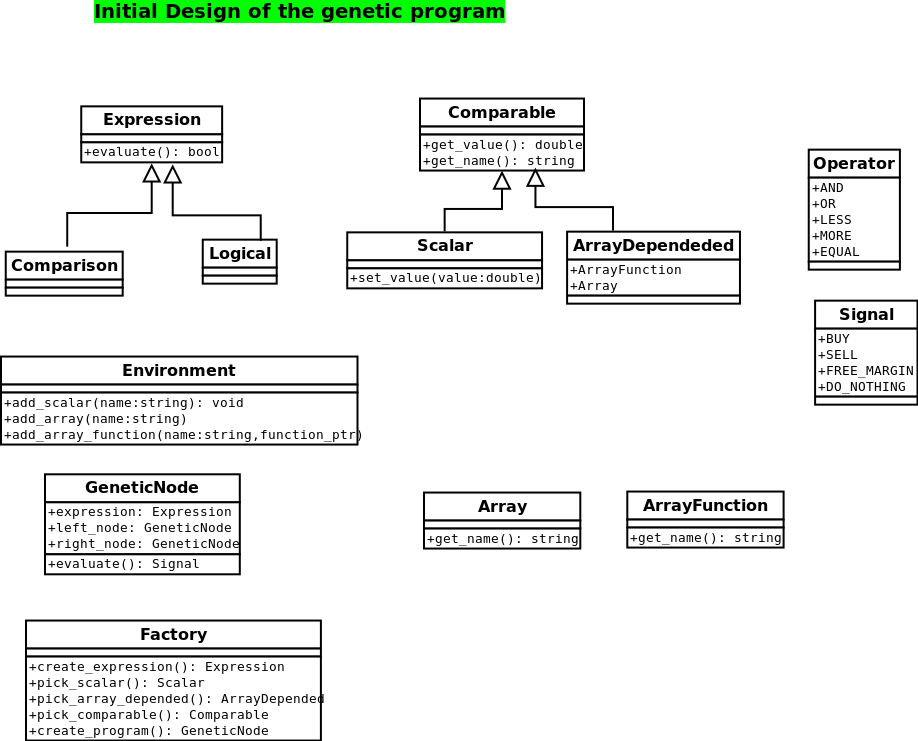 Initial Design of the genetic program
Expression
+evaluate(): bool
Comparable
+get_value(): double
+get_name(): string
Operator
+AND
+OR
+LESS
+MORE
+EQUAL
Comparison
Logical
Scalar
+set_value(value:double)
ArrayDependeded
+ArrayFunction
+Array
Signal
+BUY
+SELL
+FREE_MARGIN
+DO_NOTHING
Environment
+add_scalar(name:string): void
+add_array(name:string)
+add_array_function(name:string,function_ptr)
GeneticNode
+expression: Expression
+left_node: GeneticNode
+right_node: GeneticNode
+evaluate(): Signal
Array
+get_name(): string
ArrayFunction
+get_name(): string
Factory
+create_expression(): Expression
+pick_scalar(): Scalar
+pick_array_depended(): ArrayDepended
+pick_comparable(): Comparable
+create_program(): GeneticNode